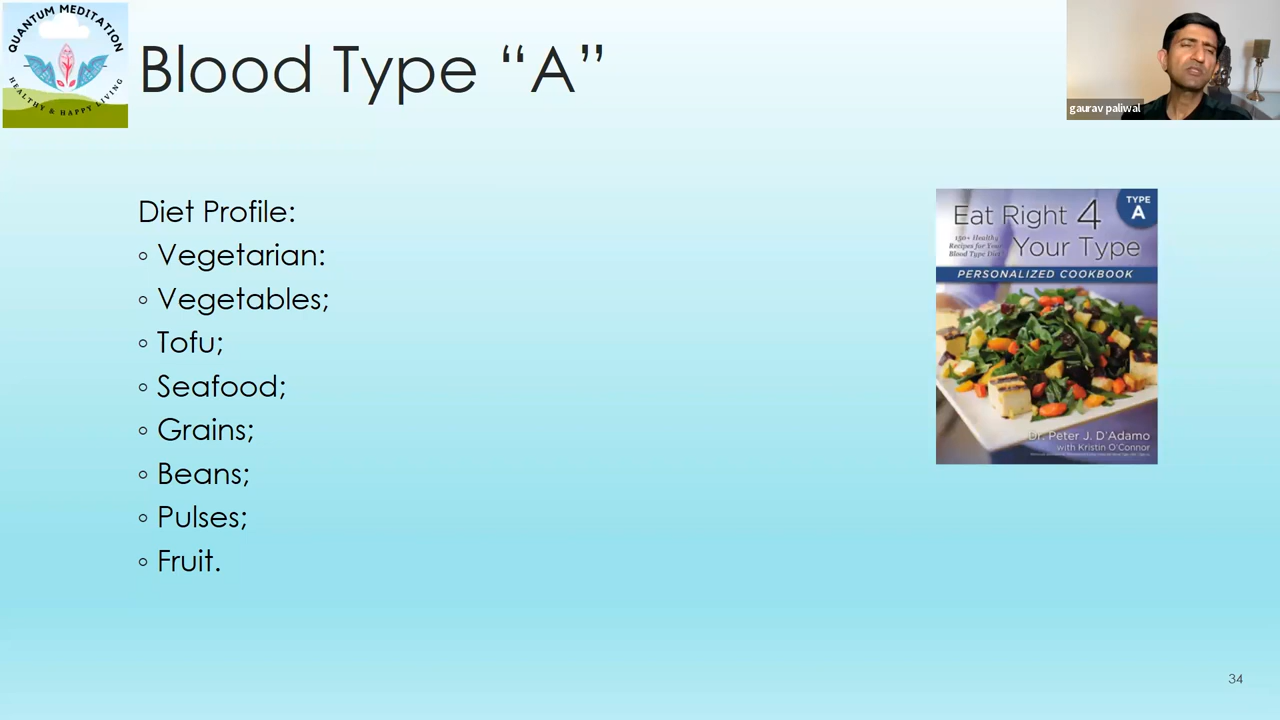 QUANTUM MEDITATION
HEALTHY & HAPPY LIVING
Blood Type “A”
gaurav paliwal
Diet Profile:
◦ Vegetarian:
◦ Vegetables;
◦ Tofu;
◦ Seafood;
◦ Grains;
◦ Beans;
◦ Pulses;
◦ Fruit.
TYPE
A
Eat Right 4
150+ Healthy
Recipes for Your
Blood Type Diet
Your Type
PERSONALIZED COOKBOOK
Dr. Peter J. D'Adamo
with Kristin O'Connor
34